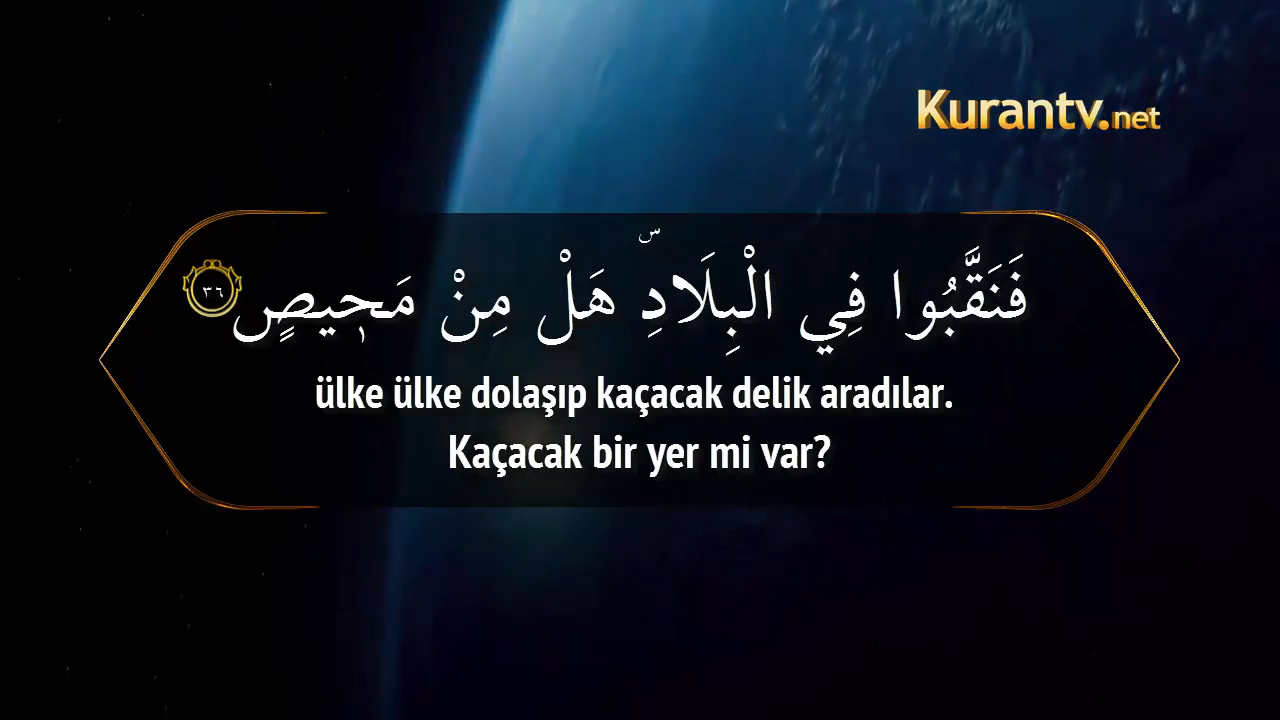 Kurantv.net
فَنَقَّبُوا فِي الْبِلَادِۜ هَلْ مِنْ مَحٖيصٍ ٣٦
ülke ülke dolaşıp kaçacak delik aradılar.
Kaçacak bir yer mi var?